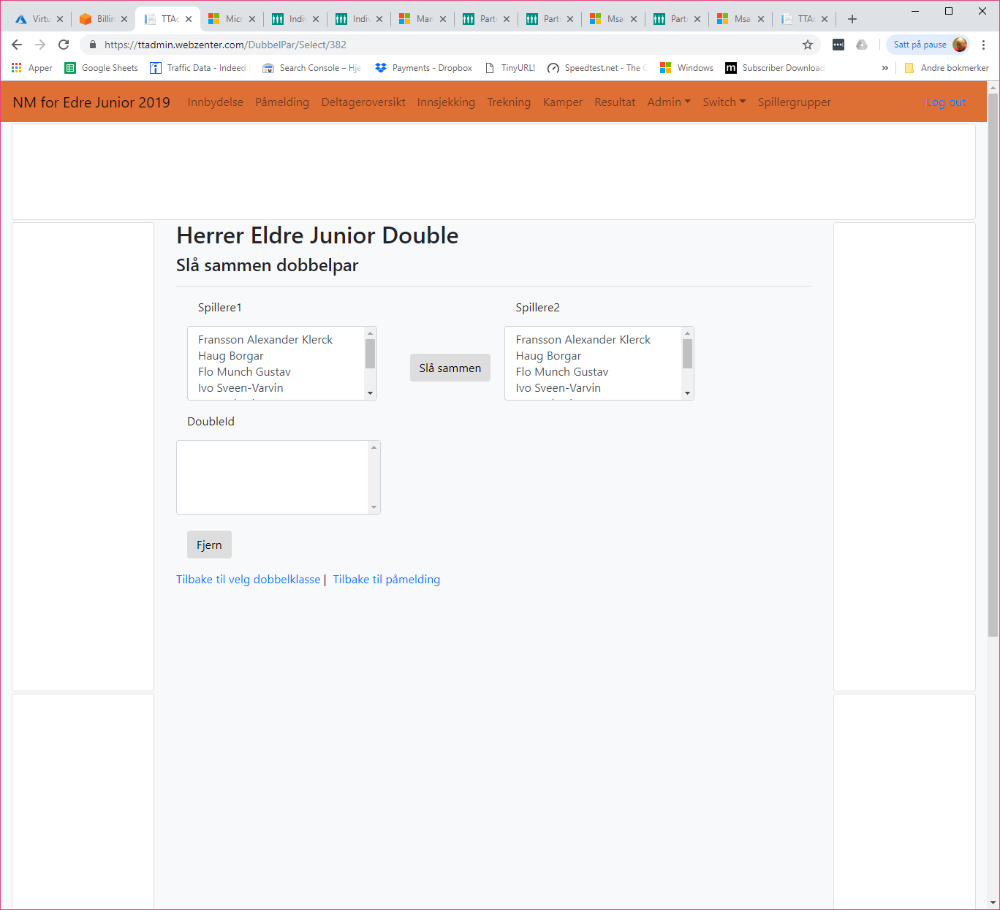 Virtu Billin TTAc Micr Indiv Indiv Man Part Part Msa Part Msa TTAc
https://ttadmin.webzenter.com/DubbelPar/Select/382 Satt på pause
Apper Google Sheets Traffic Data - Indeed Search Console – Hje Payments - Dropbox TinyURL! Speedtest.net - The G Windows m Subscriber Download » Andre bokmerker
NM for Edre Junior 2019 Innbydelse Påmelding Deltageroversikt Innsjekking Trekning Kamper Resultat Admin Switch Spillergrupper Log out
Herrer Eldre Junior Double
Slå sammen dobbelpar
Spillere1 Spillere2
Fransson Alexander Klerck Fransson Alexander Klerck
Haug Borgar Haug Borgar
Slå sammen
Flo Munch Gustav Flo Munch Gustav
Ivo Sveen-Varvin Ivo Sveen-Varvin
DoubleId
Fjern
Tilbake til velg dobbelklasse | Tilbake til påmelding